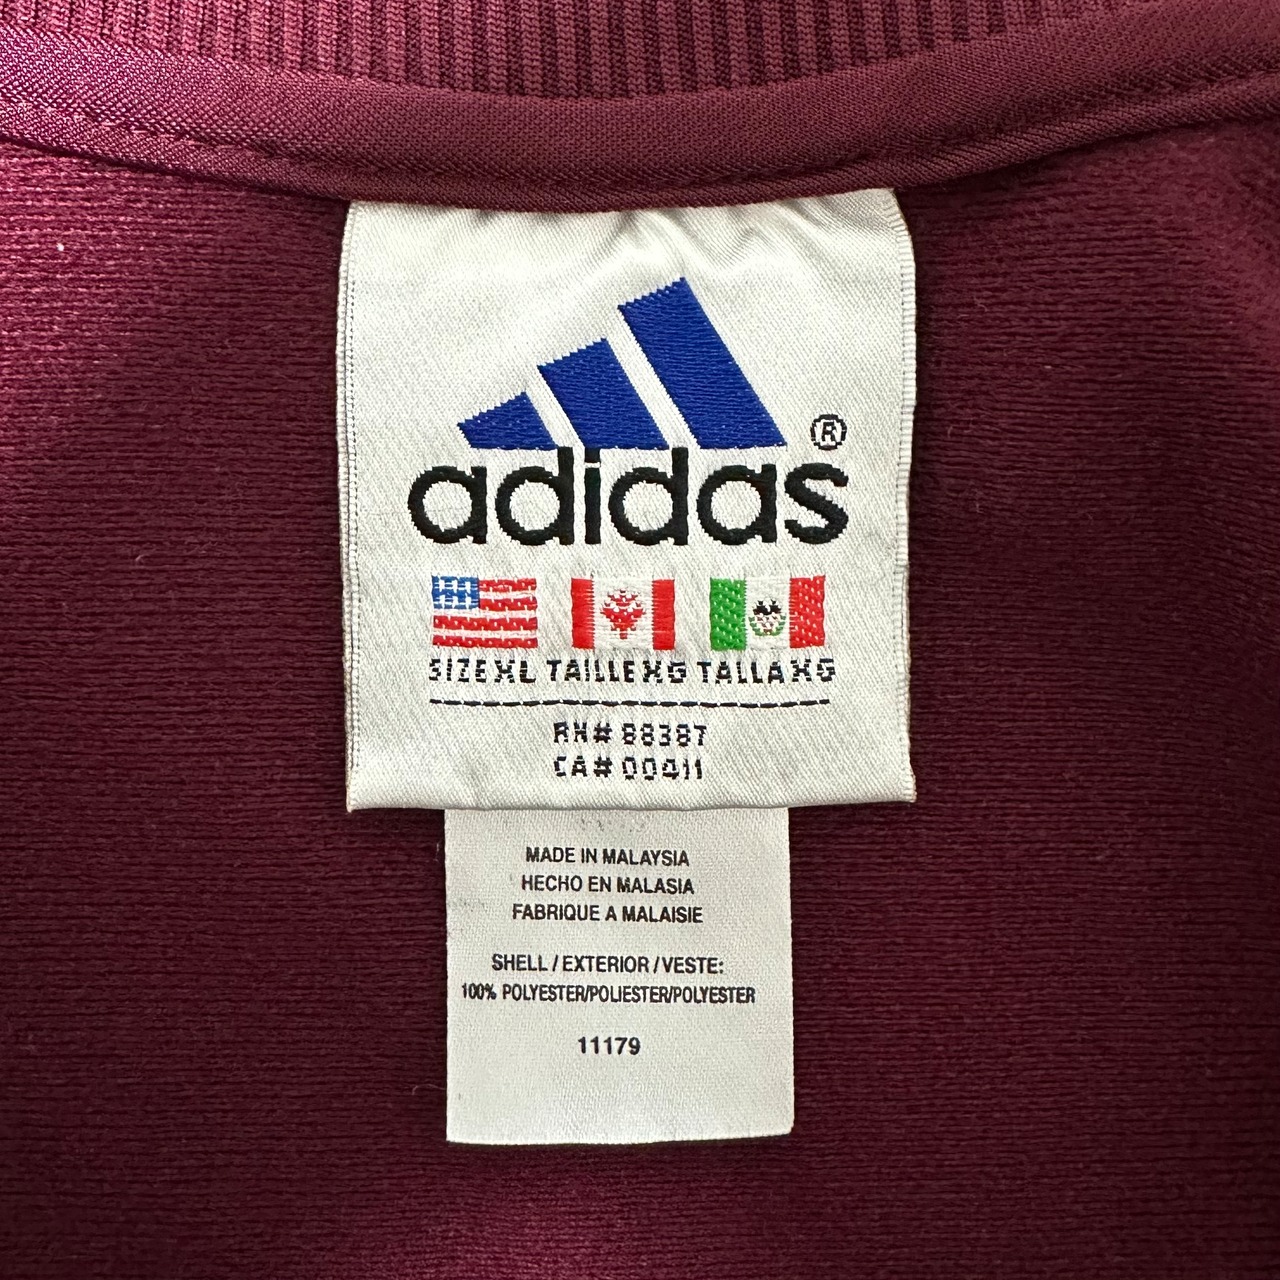 ®
adidas
SIZE XL TAILLE XG TALLA XG
RN# 88387
CA# 00411
MADE IN MALAYSIA
HECHO EN MALASIA
FABRIQUE A MALAISIE
SHELL / EXTERIOR / VESTE:
100% POLYESTER/POLIESTER/POLYESTER
11179